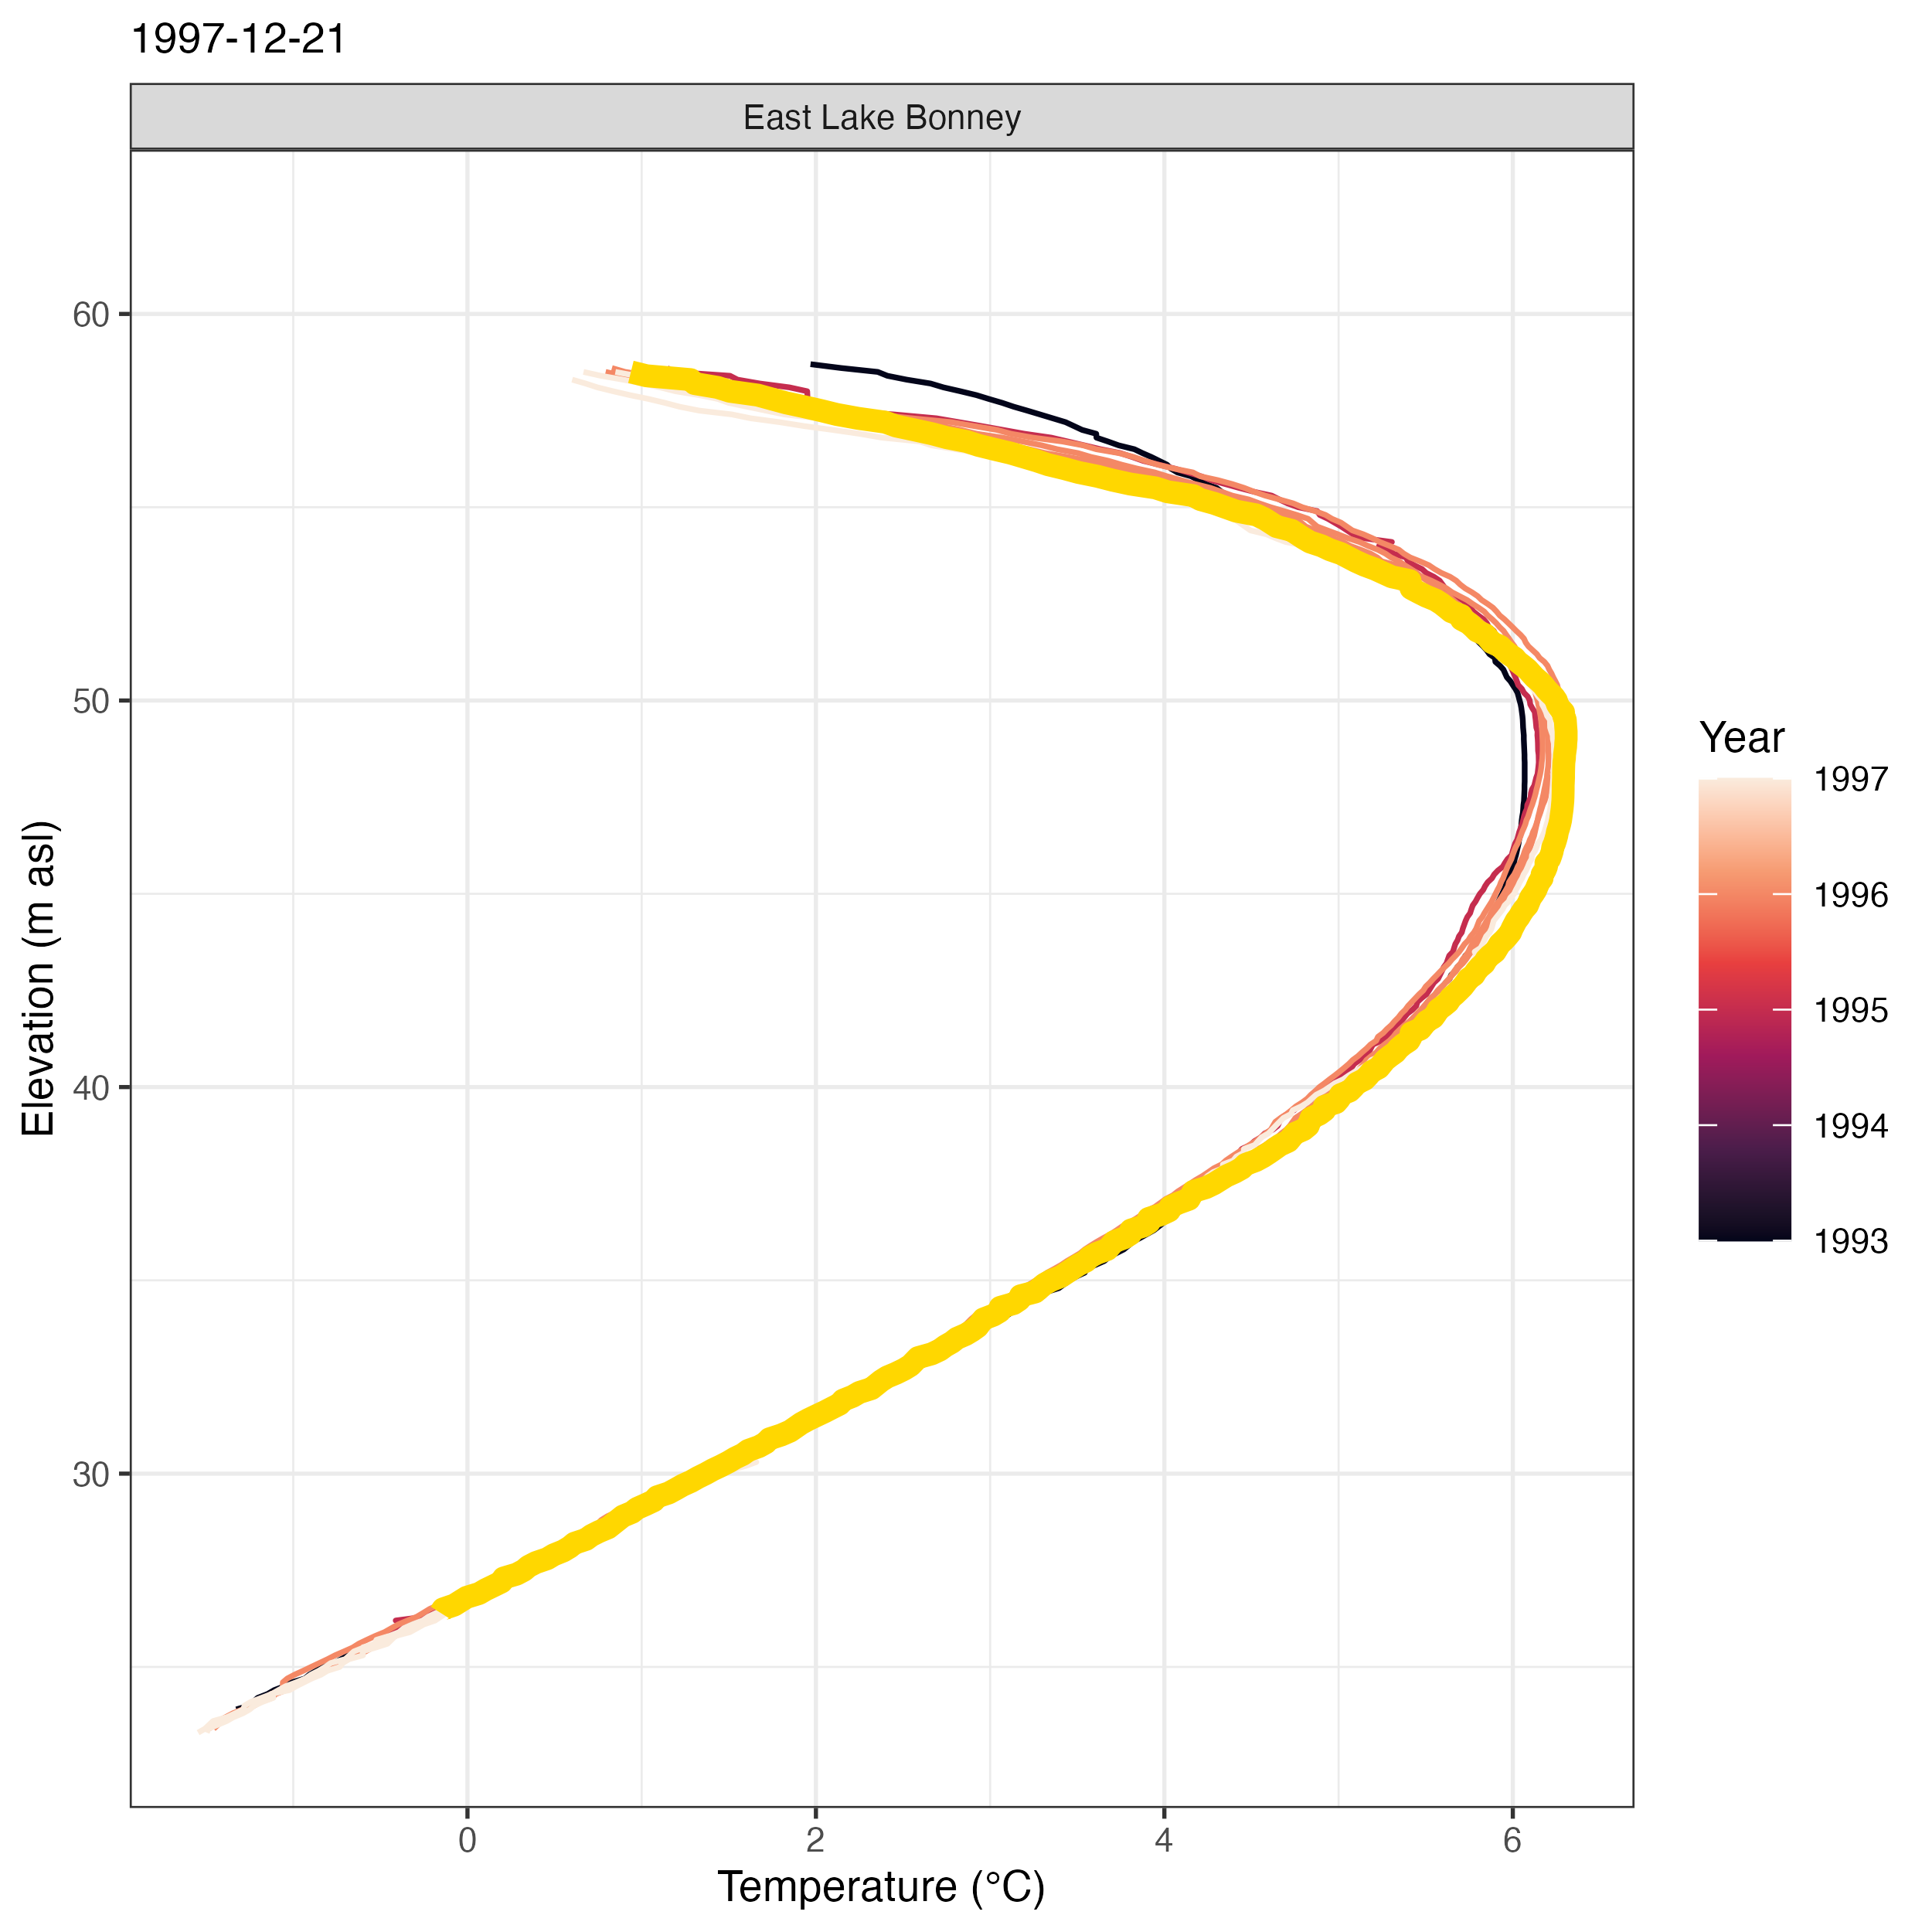 1997-12-21
East Lake Bonney
60
50
40
30
Elevation (m asl)
0 2 4 6
Temperature (°C)
Year
1997
1996
1995
1994
1993